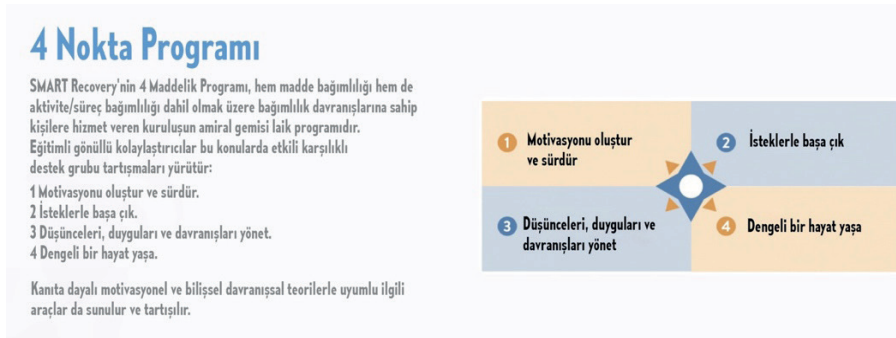 4 Nokta Programı
SMART Recovery'nin 4 Maddelik Programı, hem madde bağımlılığı hem de
aktivite/süreç bağımlılığı dahil olmak üzere bağımlılık davranışlarına sahip
kişilere hizmet veren kuruluşun amiral gemisi laik programıdır.
Eğitimli gönüllü kolaylaştırıcılar bu konularda etkili karşılıklı
destek grubu tartışmaları yürütür:
1 Motivasyonu oluştur ve sürdür.
2 İsteklerle başa çık.
3 Düşünceleri, duyguları ve davranışları yönet.
4 Dengeli bir hayat yaşa.
Kanıta dayalı motivasyonel ve bilişsel davranışsal teorilerle uyumlu ilgili
araçlar da sunulur ve tartışılır.
1 Motivasyonu oluştur
ve sürdür
2 İsteklerle başa çık
3 Düşünceleri, duyguları ve
davranışları yönet
4 Dengeli bir hayat yaşa